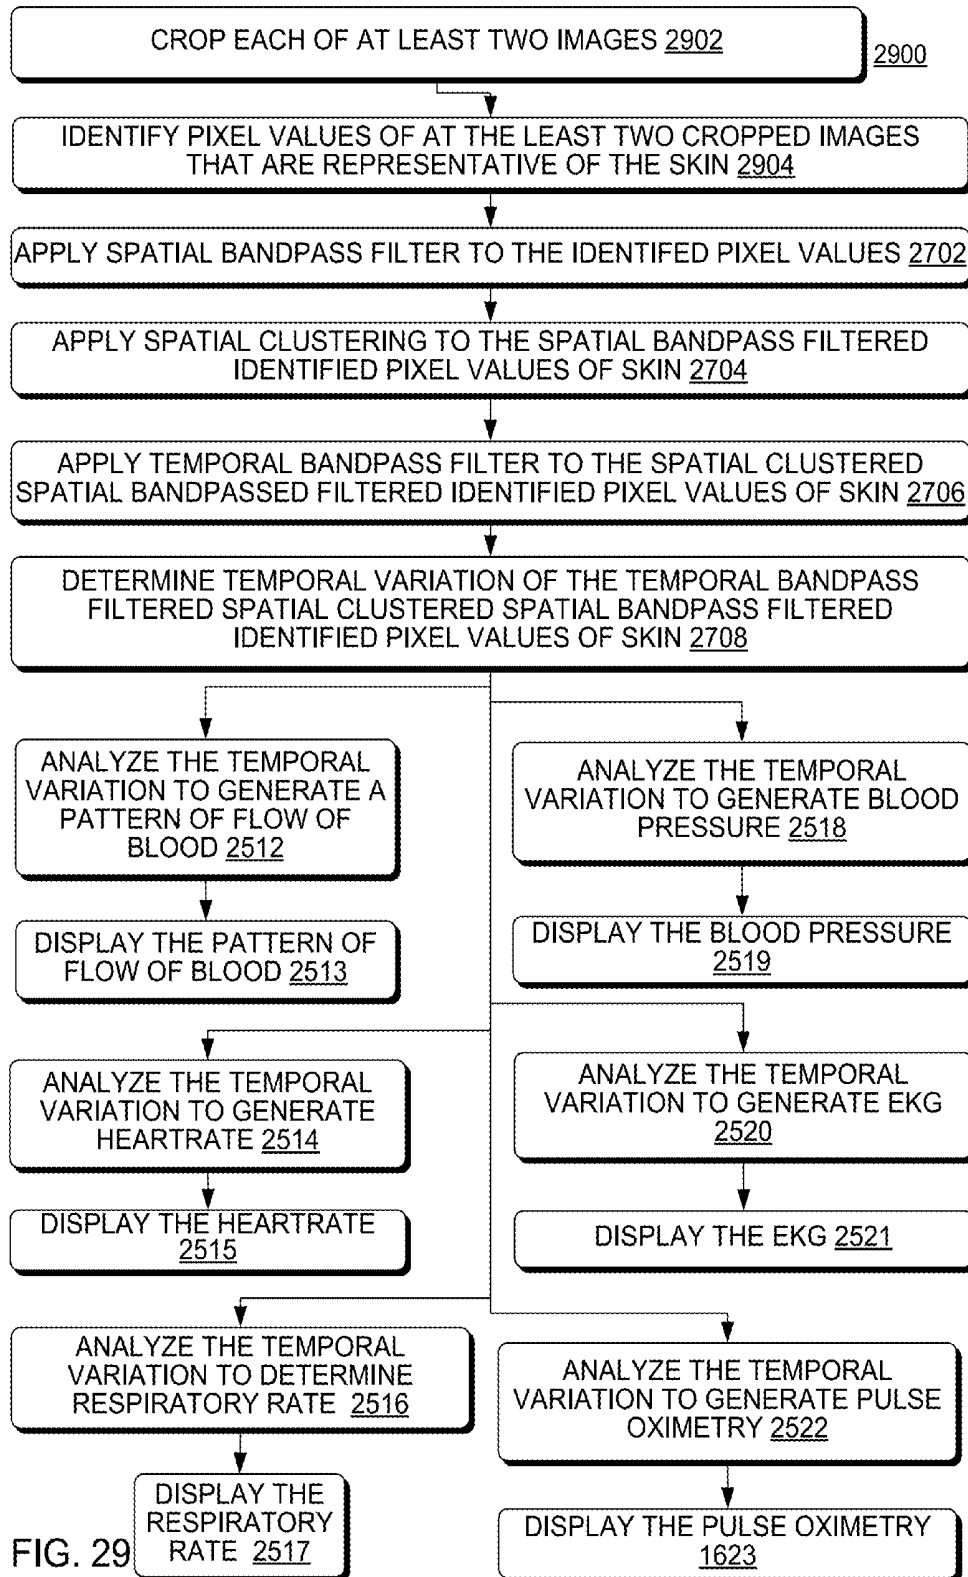 CROP EACH OF AT LEAST TWO IMAGES 2902
2900
IDENTIFY PIXEL VALUES OF AT THE LEAST TWO CROPPED IMAGES
THAT ARE REPRESENTATIVE OF THE SKIN 2904
APPLY SPATIAL BANDPASS FILTER TO THE IDENTIFED PIXEL VALUES 2702
APPLY SPATIAL CLUSTERING TO THE SPATIAL BANDPASS FILTERED
IDENTIFIED PIXEL VALUES OF SKIN 2704
APPLY TEMPORAL BANDPASS FILTER TO THE SPATIAL CLUSTERED
SPATIAL BANDPASSED FILTERED IDENTIFIED PIXEL VALUES OF SKIN 2706
DETERMINE TEMPORAL VARIATION OF THE TEMPORAL BANDPASS
FILTERED SPATIAL CLUSTERED SPATIAL BANDPASS FILTERED
IDENTIFIED PIXEL VALUES OF SKIN 2708
ANALYZE THE TEMPORAL
VARIATION TO GENERATE A
PATTERN OF FLOW OF
BLOOD 2512
ANALYZE THE TEMPORAL
VARIATION TO GENERATE BLOOD
PRESSURE 2518
DISPLAY THE PATTERN OF
FLOW OF BLOOD 2513
DISPLAY THE BLOOD PRESSURE
2519
ANALYZE THE TEMPORAL
VARIATION TO GENERATE
HEARTRATE 2514
ANALYZE THE TEMPORAL
VARIATION TO GENERATE EKG
2520
DISPLAY THE HEARTRATE
2515
DISPLAY THE EKG 2521
ANALYZE THE TEMPORAL
VARIATION TO DETERMINE
RESPIRATORY RATE 2516
ANALYZE THE TEMPORAL
VARIATION TO GENERATE PULSE
OXIMETRY 2522
DISPLAY THE
RESPIRATORY
RATE 2517
DISPLAY THE PULSE OXIMETRY
1623
FIG. 29